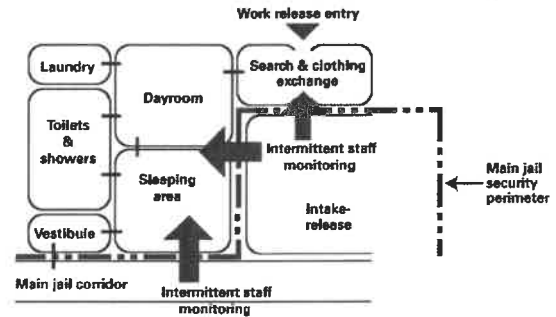 Work release entry
Laundry
Search & clothing
exchange
Dayroom
Toilets
&
showers
Intermittent staff
monitoring
Sleeping
area
Main jail
security
perimeter
Intake-
release
Vestibule
Main jail corridor
Intermittent staff
monitoring